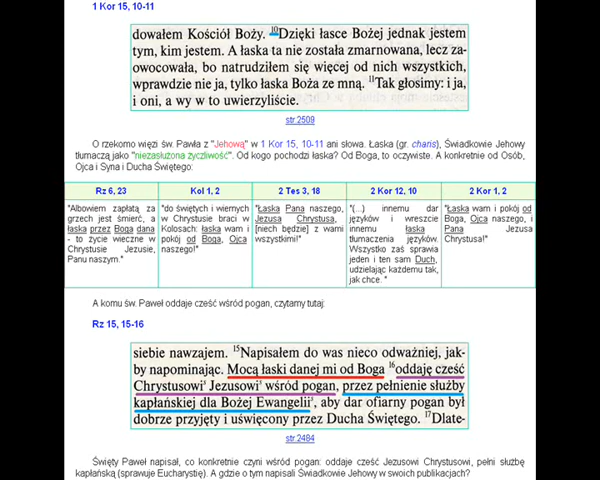 1 Kor 15, 10-11
dowałem Kościół Boży. 10Dzięki łasce Bożej jednak jestem
tym, kim jestem. A łaska ta nie została zmarnowana, lecz za-
owocowała, bo natrudziłem się więcej od nich wszystkich,
wprawdzie nie ja, tylko łaska Boża ze mną. 11Tak głosimy: i ja,
i oni, a wy w to uwierzyliście.
str.2509
O rzekomo więzi św. Pawła z "Jehową" w 1 Kor 15, 10-11 ani słowa. Łaska (gr. charis), Świadkowie Jehowy
tłumaczą jako "niezasłużona życzliwość". Od kogo pochodzi łaska? Od Boga, to oczywiste. A konkretnie od Osób,
Ojca i Syna i Ducha Świętego:
Rz 6, 23
"Albowiem zapłatą za
grzech jest śmierć, a
łaska przez Boga dana
- to życie wieczne w
Chrystusie Jezusie,
Panu naszym."
Kol 1, 2
"do świętych i wiernych
w Chrystusie braci w
Kolosach: łaska wam i
pokój od Boga, Ojca
naszego!"
2 Tes 3, 18
"Łaska Pana naszego,
Jezusa Chrystusa,
[niech będzie] z wami
wszystkimi!"
2 Kor 12, 10
"(...) innemu dar
języków i wreszcie
innemu łaska
tłumaczenia języków.
Wszystko zaś sprawia
jeden i ten sam Duch,
udzielając każdemu tak,
jak chce. "
2 Kor 1, 2
"Łaska wam i pokój od
Boga, Ojca naszego, i
Pana Jezusa
Chrystusa!"
A komu św. Paweł oddaje cześć wśród pogan, czytamy tutaj:
Rz 15, 15-16
siebie nawzajem. 15Napisałem do was nieco odważniej, jak-
by napominając. Mocą łaski danej mi od Boga 16oddaję cześć
Chrystusowi Jezusowi wśród pogan, przez pełnienie służby
kapłańskiej dla Bożej Ewangelii, aby dar ofiarny pogan był
dobrze przyjęty i uświęcony przez Ducha Świętego. 17Dlate-
str.2484
Święty Paweł napisał, co konkretnie czyni wśród pogan: oddaje cześć Jezusowi Chrystusowi, pełni służbę
kapłańską (sprawuje Eucharystię). A gdzie o tym napisali Świadkowie Jehowy w swoich publikacjach?